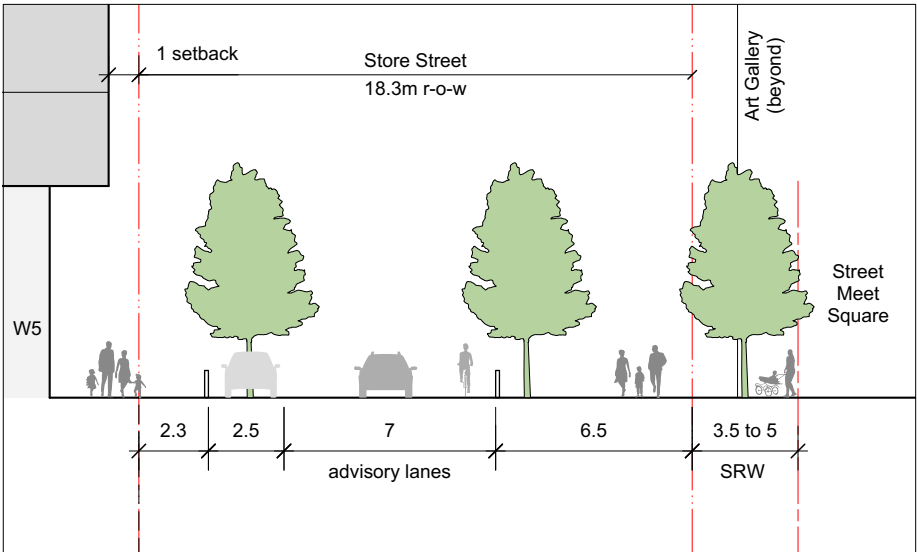 1 setback
Store Street
18.3m r-o-w
Art Gallery
(beyond)
Street
Meet
Square
W5
2.3
2.5
7
6.5
3.5 to 5
advisory lanes
SRW